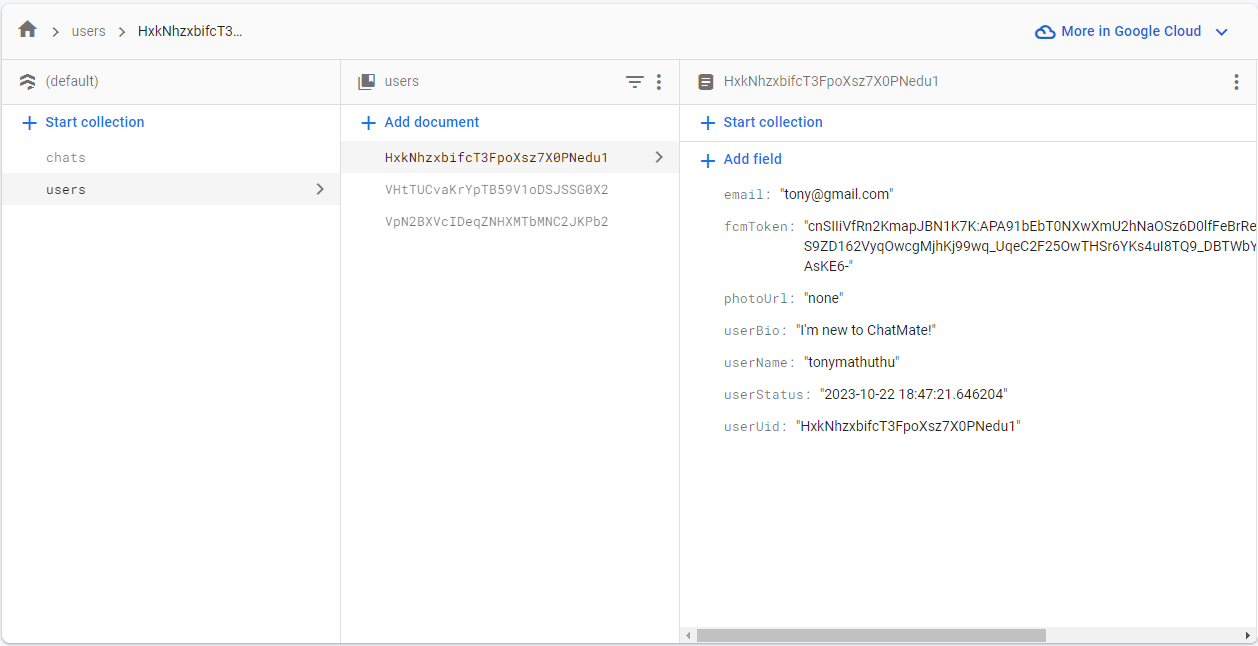 users
HxkNhzxbifcT3…
More in Google Cloud
(default)
users
HxkNhzxbifcT3FpoXsz7X0PNedu1
Start collection
Add document
Start collection
chats
users
HxkNhzxbifcT3FpoXsz7X0PNedu1
VHtTUCvaKrYpTB59V1oDSJSSG0X2
VpN2BXVcIDeqZNHXMTbMNC2JKPb2
Add field
email: "tony@gmail.com"
fcmToken: "cnSIIiVfRn2KmapJBN1K7K:APA91bEbT0NXwXmU2hNaOSz6D0lfFeBrRe
S9ZD162VyqOwcgMjhKj99wq_UqeC2F25OwTHSr6YKs4uI8TQ9_DBTWbY
AsKE6-"
photoUrl: "none"
userBio: "I'm new to ChatMate!"
userName: "tonymathuthu"
userStatus: "2023-10-22 18:47:21.646204"
userUid: "HxkNhzxbifcT3FpoXsz7X0PNedu1"